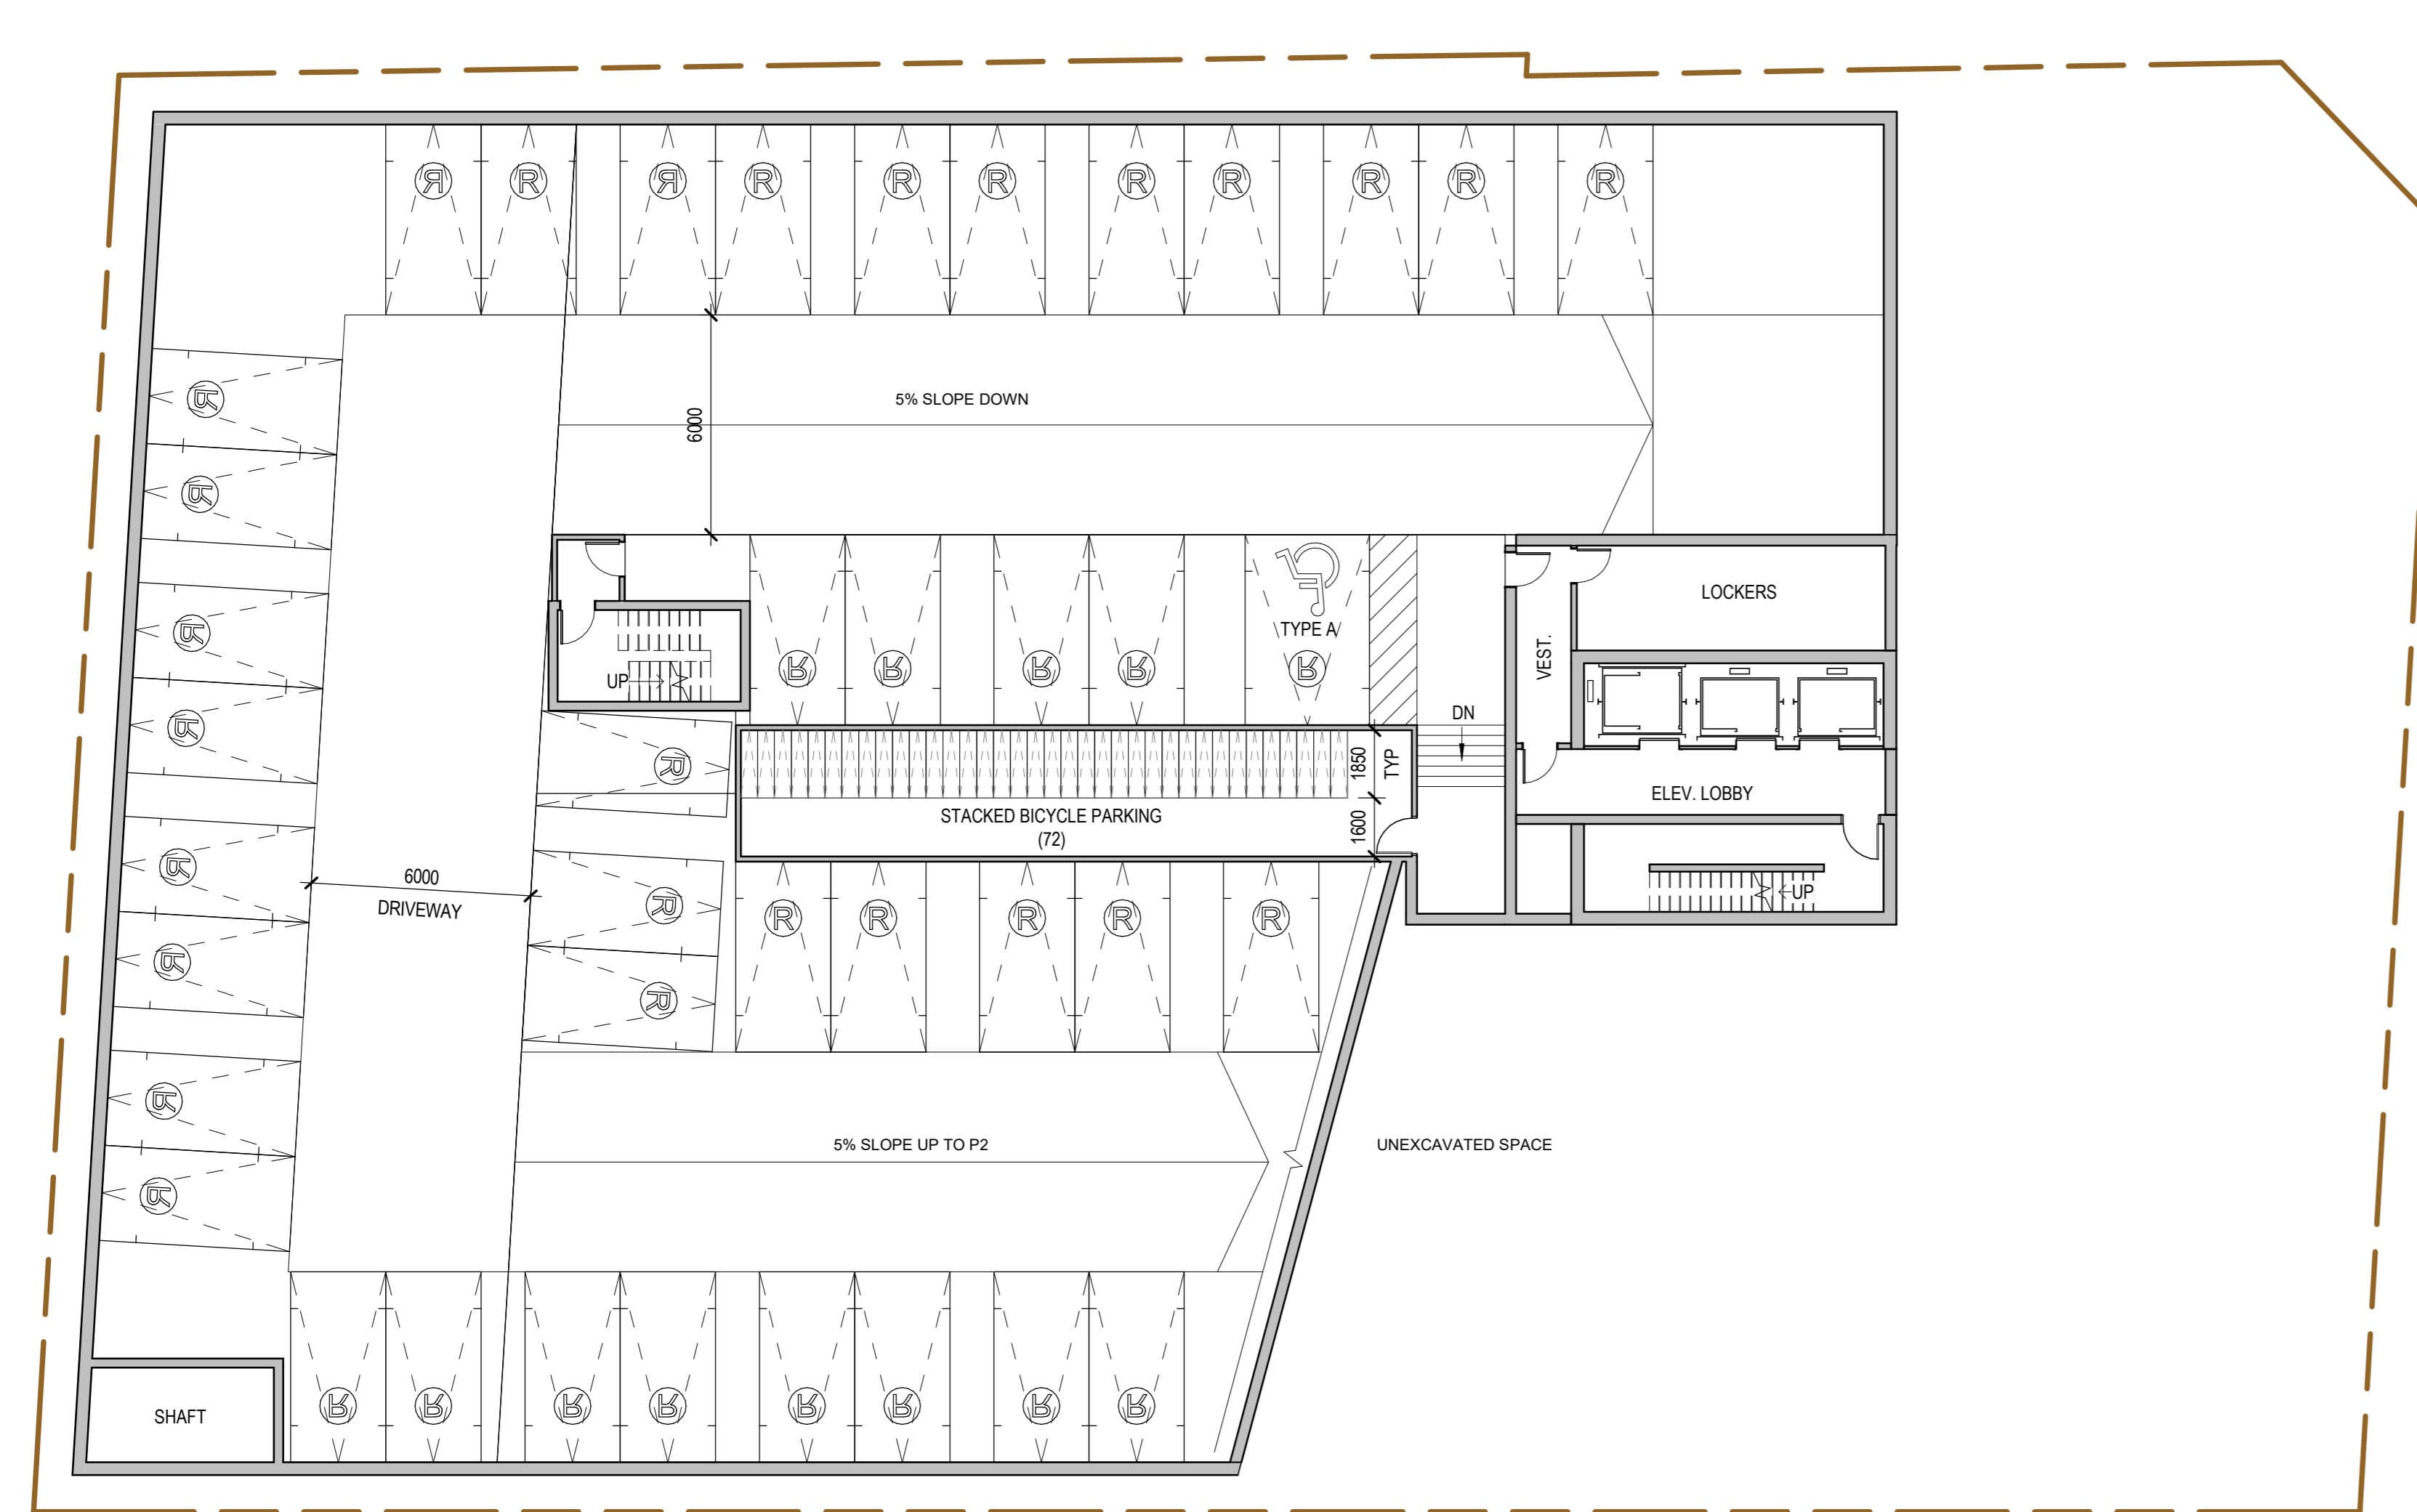 R R R R R R R R R R R
5% SLOPE DOWN
6000
R
R
LOCKERS
TYPE A
VEST.
R
R R R R R
UP
R
DN
R
1850
TYP
ELEV. LOBBY
STACKED BICYCLE PARKING
(72)
1600
R
6000
DRIVEWAY
R
R R R R R
UP
R
R
R
5% SLOPE UP TO P2
UNEXCAVATED SPACE
R
SHAFT
R R R R R R R R